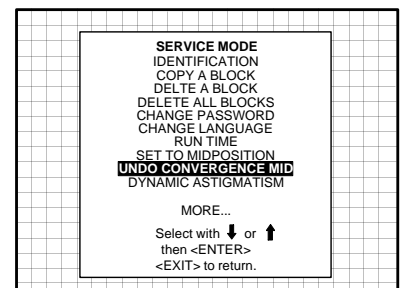 SERVICE MODE
IDENTIFICATION
COPY A BLOCK
DELTE A BLOCK
DELETE ALL BLOCKS
CHANGE PASSWORD
CHANGE LANGUAGE
RUN TIME
SET TO MIDPOSITION
UNDO CONVERGENCE MID
DYNAMIC ASTIGMATISM
MORE...
Select with ⬇ or ⬆
then <ENTER>
<EXIT> to return.